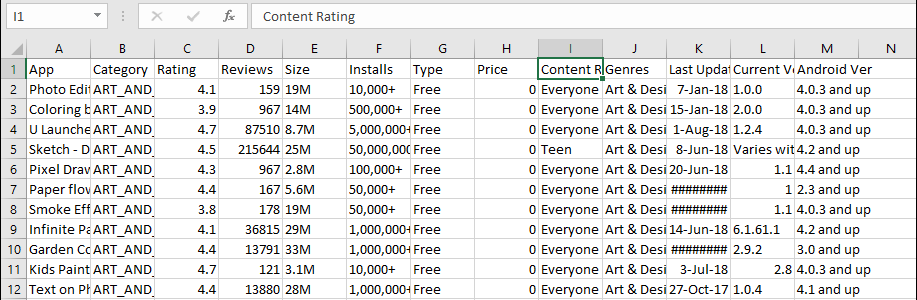 I1 fx Content Rating
A B C D E F G H I J K L M N
1 App Category Rating Reviews Size Installs Type Price Content R Genres Last Updat Current Ve Android Ver
2 Photo Edi ART_AND_ 4.1 159 19M 10,000+ Free 0 Everyone Art & Desi 7-Jan-18 1.0.0 4.0.3 and up
3 Coloring b ART_AND_ 3.9 967 14M 500,000+ Free 0 Everyone Art & Desi 15-Jan-18 2.0.0 4.0.3 and up
4 U Launche ART_AND_ 4.7 87510 8.7M 5,000,000+ Free 0 Everyone Art & Desi 1-Aug-18 1.2.4 4.0.3 and up
5 Sketch - D ART_AND_ 4.5 215644 25M 50,000,000 Free 0 Teen Art & Desi 8-Jun-18 Varies wit 4.2 and up
6 Pixel Draw ART_AND_ 4.3 967 2.8M 100,000+ Free 0 Everyone Art & Desi 20-Jun-18 1.1 4.4 and up
7 Paper flow ART_AND_ 4.4 167 5.6M 50,000+ Free 0 Everyone Art & Desi ######## 1 2.3 and up
8 Smoke Eff ART_AND_ 3.8 178 19M 50,000+ Free 0 Everyone Art & Desi ######## 1.1 4.0.3 and up
9 Infinite Pa ART_AND_ 4.1 36815 29M 1,000,000+ Free 0 Everyone Art & Desi 14-Jun-18 6.1.61.1 4.2 and up
10 Garden Co ART_AND_ 4.4 13791 33M 1,000,000+ Free 0 Everyone Art & Desi ######## 2.9.2 3.0 and up
11 Kids Paint ART_AND_ 4.7 121 3.1M 10,000+ Free 0 Everyone Art & Desi 3-Jul-18 2.8 4.0.3 and up
12 Text on Ph ART_AND_ 4.4 13880 28M 1,000,000+ Free 0 Everyone Art & Desi 27-Oct-17 1.0.4 4.1 and up